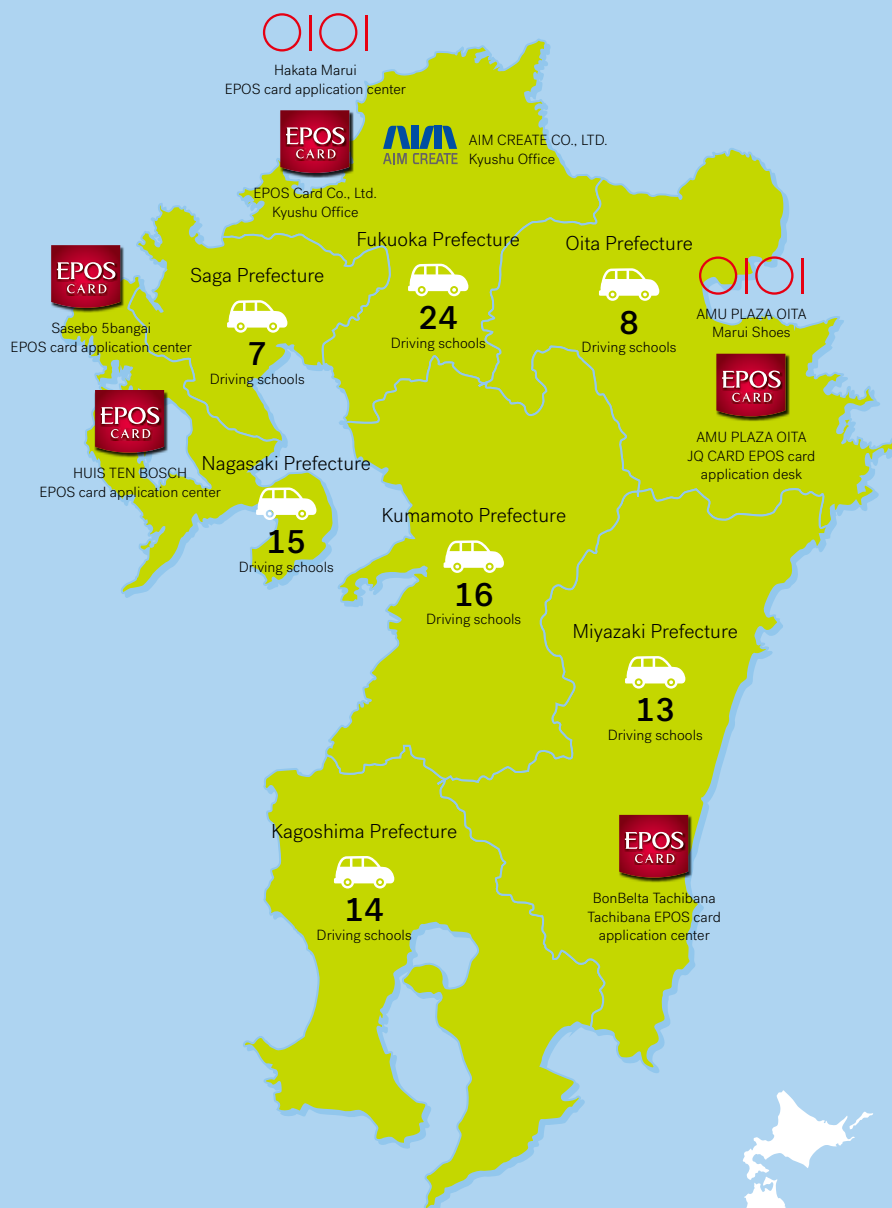 OIOI
Hakata Marui
EPOS card application center
EPOS
CARD
EPOS Card Co., Ltd.
Kyushu Office
AIM
AIM CREATE
AIM CREATE CO., LTD.
Kyushu Office
Fukuoka Prefecture
24
Driving schools
Oita Prefecture
8
Driving schools
OIOI
AMU PLAZA OITA
Marui Shoes
EPOS
CARD
AMU PLAZA OITA
JQ CARD EPOS card
application desk
Saga Prefecture
7
Driving schools
EPOS
CARD
Sasebo 5bangai
EPOS card application center
EPOS
CARD
HUIS TEN BOSCH
EPOS card application center
Nagasaki Prefecture
15
Driving schools
Kumamoto Prefecture
16
Driving schools
Miyazaki Prefecture
13
Driving schools
Kagoshima Prefecture
14
Driving schools
EPOS
CARD
BonBelta Tachibana
Tachibana EPOS card
application center